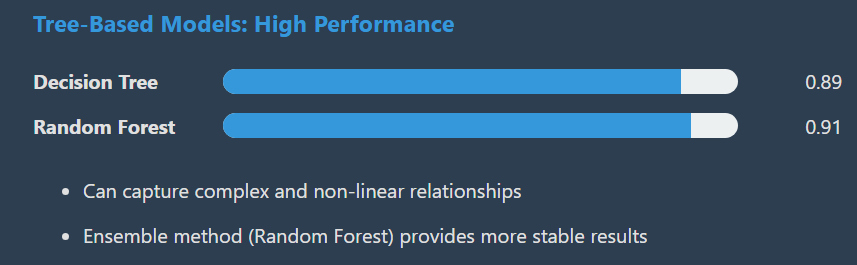 Tree-Based Models: High Performance
Decision Tree 0.89
Random Forest 0.91
• Can capture complex and non-linear relationships
• Ensemble method (Random Forest) provides more stable results